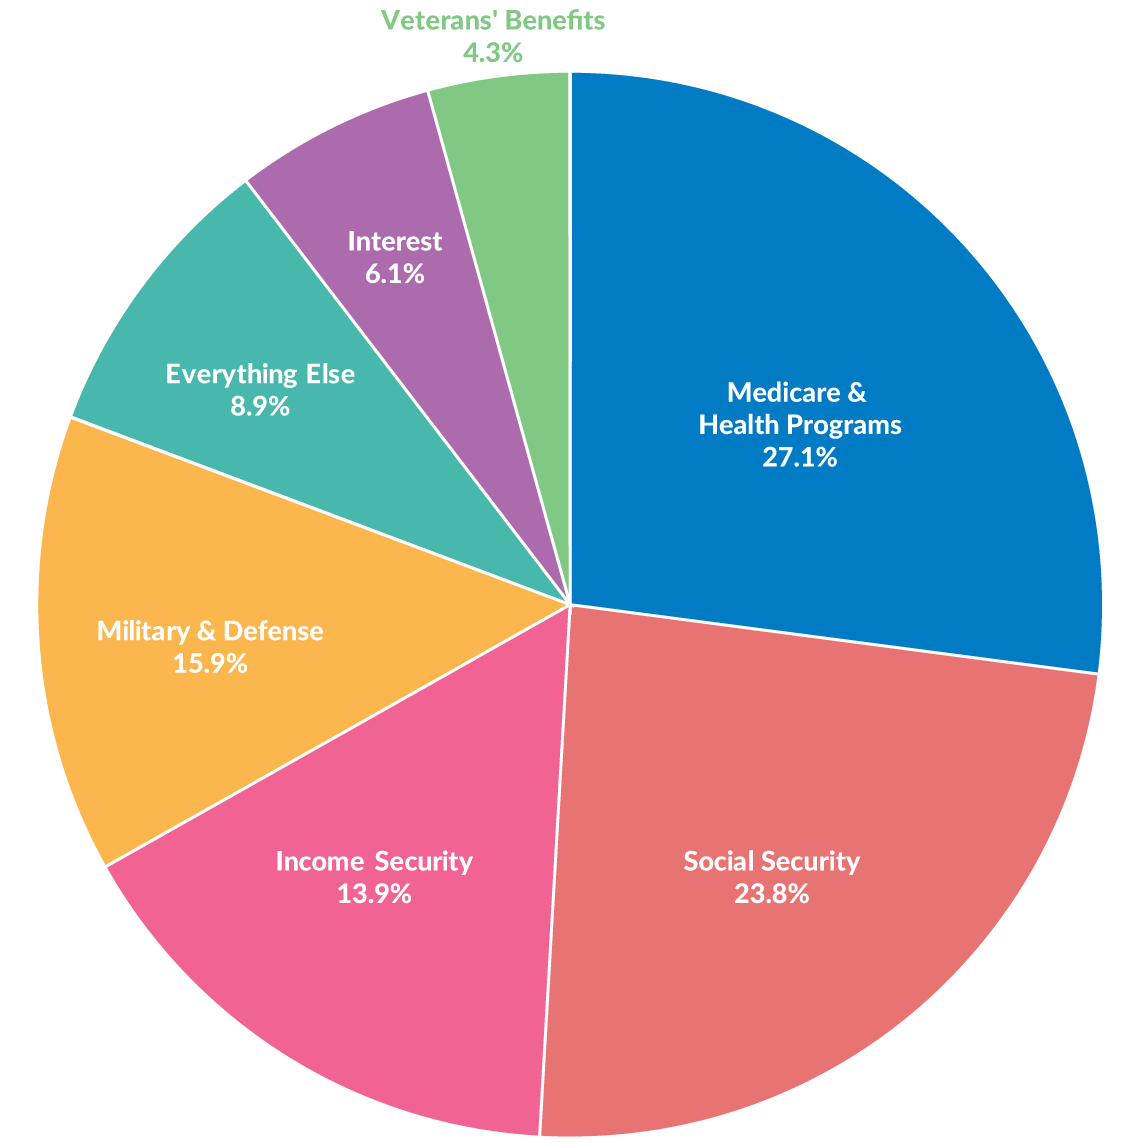 Veterans' Benefits
4.3%
Interest
6.1%
Everything Else
8.9%
Medicare &
Health Programs
27.1%
Military & Defense
15.9%
Income Security
13.9%
Social Security
23.8%